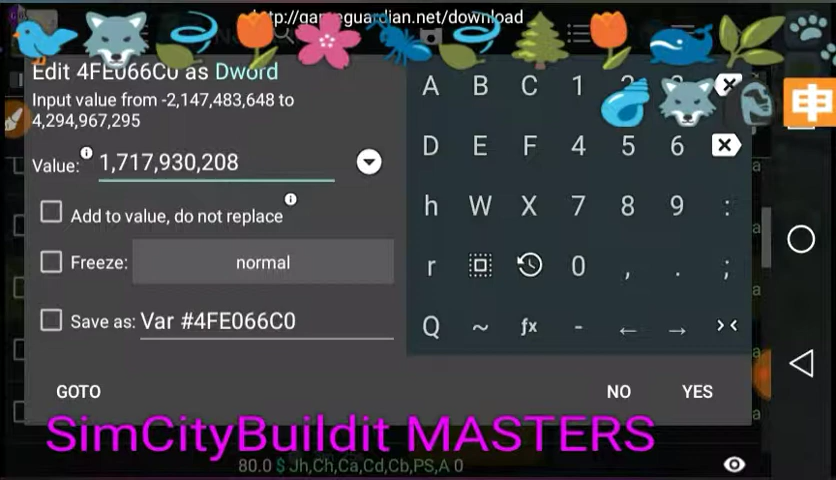 http://gameguardian.net/download
Edit 4FE066C0 as Dword
Input value from -2,147,483,648 to
4,294,967,295
Value: 1,717,930,208
Add to value, do not replace
Freeze: normal
Save as: Var #4FE066C0
GOTO NO YES
A B C 1 2 3
D E F 4 5 6
h W X 7 8 9 :
r 0 , . ;
Q ~ ƒx - ← → ><
申
SimCityBuildit MASTERS
80.0 $ Jh,Ch,Ca,Cd,Cb,PS,A 0